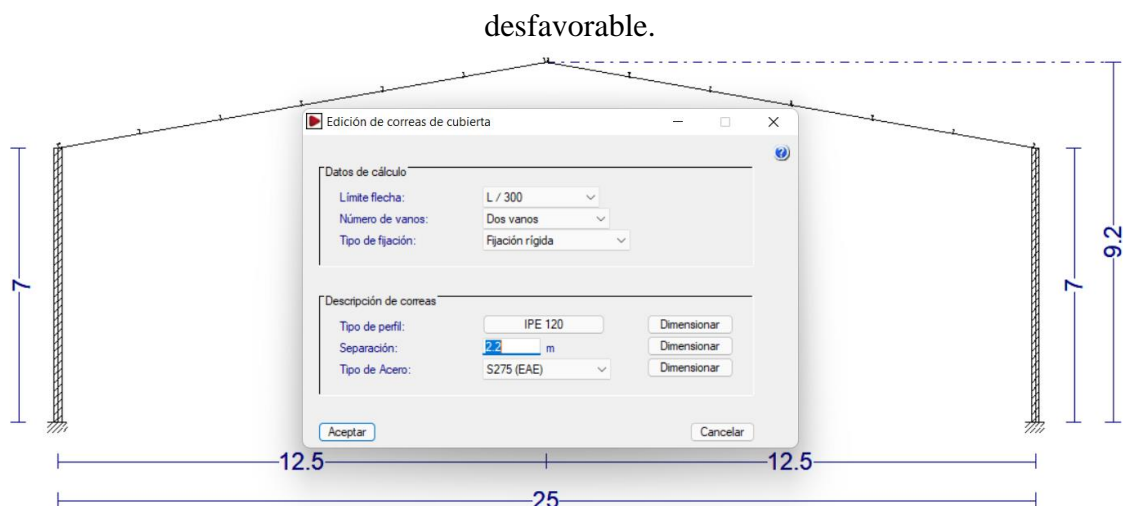 desfavorable.
Edición de correas de cubierta
Datos de cálculo
Límite flecha: L / 300
Número de vanos: Dos vanos
Tipo de fijación: Fijación rígida
Descripción de correas
Tipo de perfil: IPE 120 Dimensionar
Separación: 2.2 m Dimensionar
Tipo de Acero: S275 (EAE) Dimensionar
Aceptar Cancelar
7 7 9.2
12.5 12.5
25